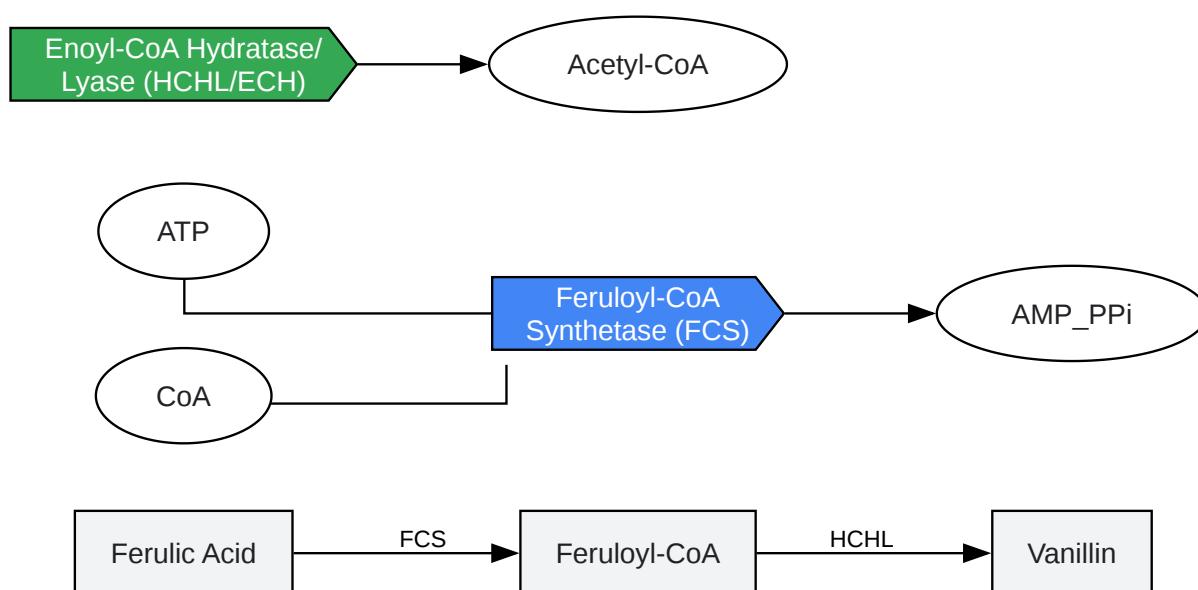 Enoyl-CoA Hydratase/
Lyase (HCHL/ECH)
Acetyl-CoA
ATP
Feruloyl-CoA
Synthetase (FCS)
AMP_PPi
CoA
Ferulic Acid
FCS
Feruloyl-CoA
HCHL
Vanillin